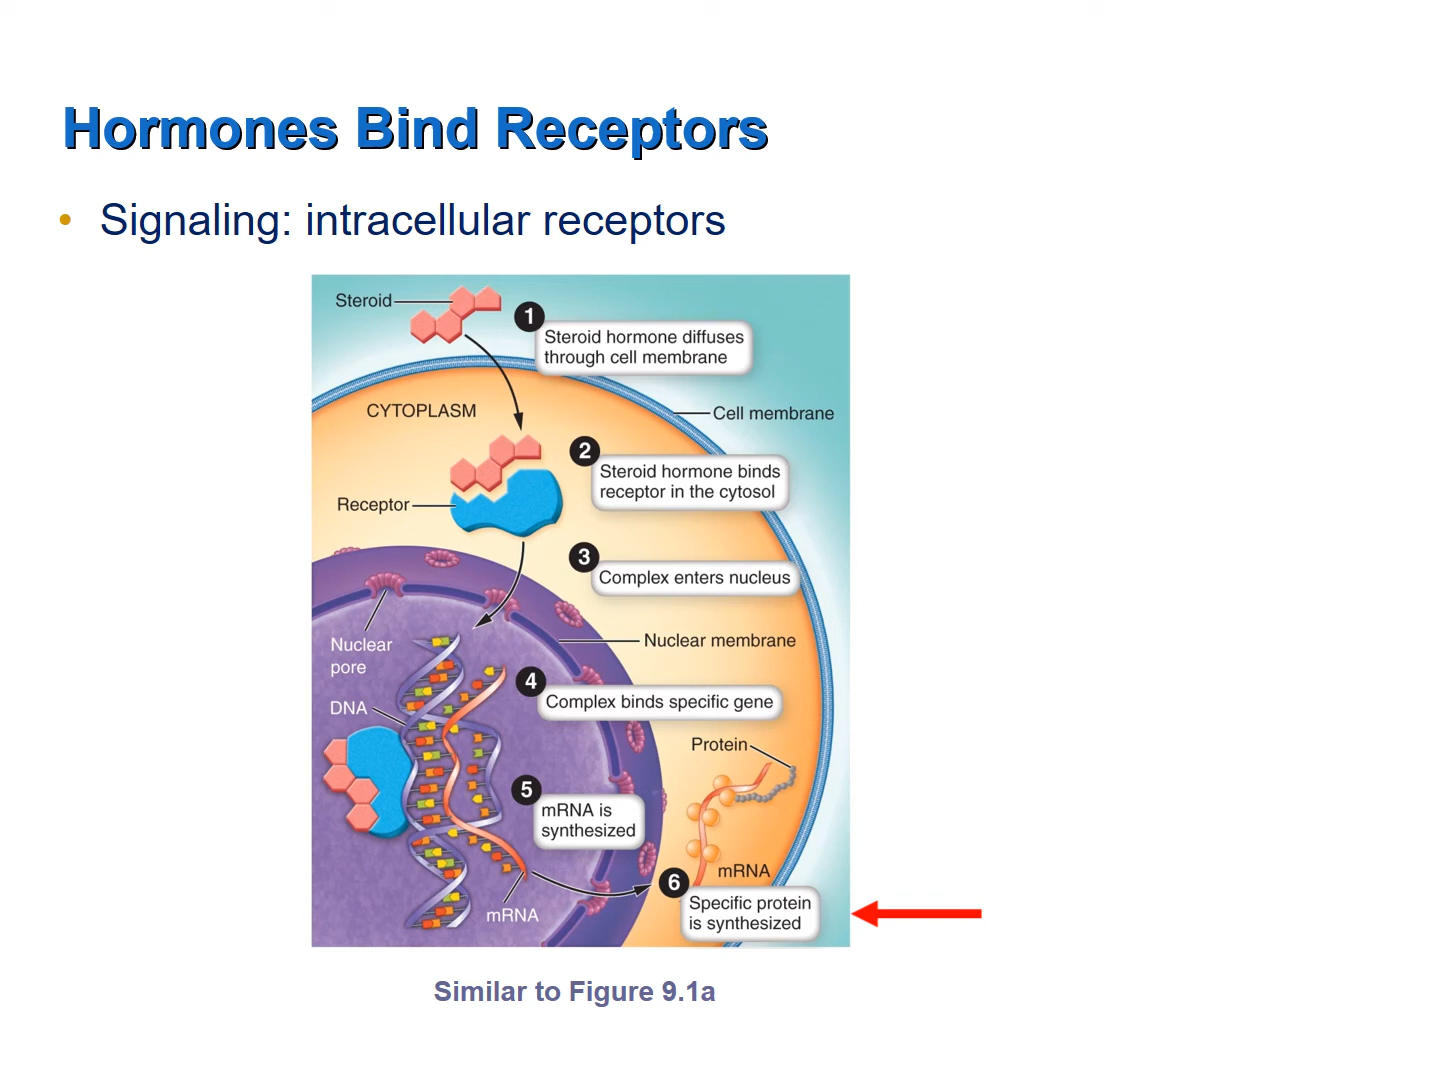 Hormones Bind Receptors
• Signaling: intracellular receptors
Steroid
1
Steroid hormone diffuses
through cell membrane
CYTOPLASM
Cell membrane
2
Steroid hormone binds
receptor in the cytosol
Receptor
3
Complex enters nucleus
Nuclear
pore
Nuclear membrane
4
Complex binds specific gene
DNA
Protein
5
mRNA is
synthesized
mRNA
6
Specific protein
is synthesized
mRNA
Similar to Figure 9.1a